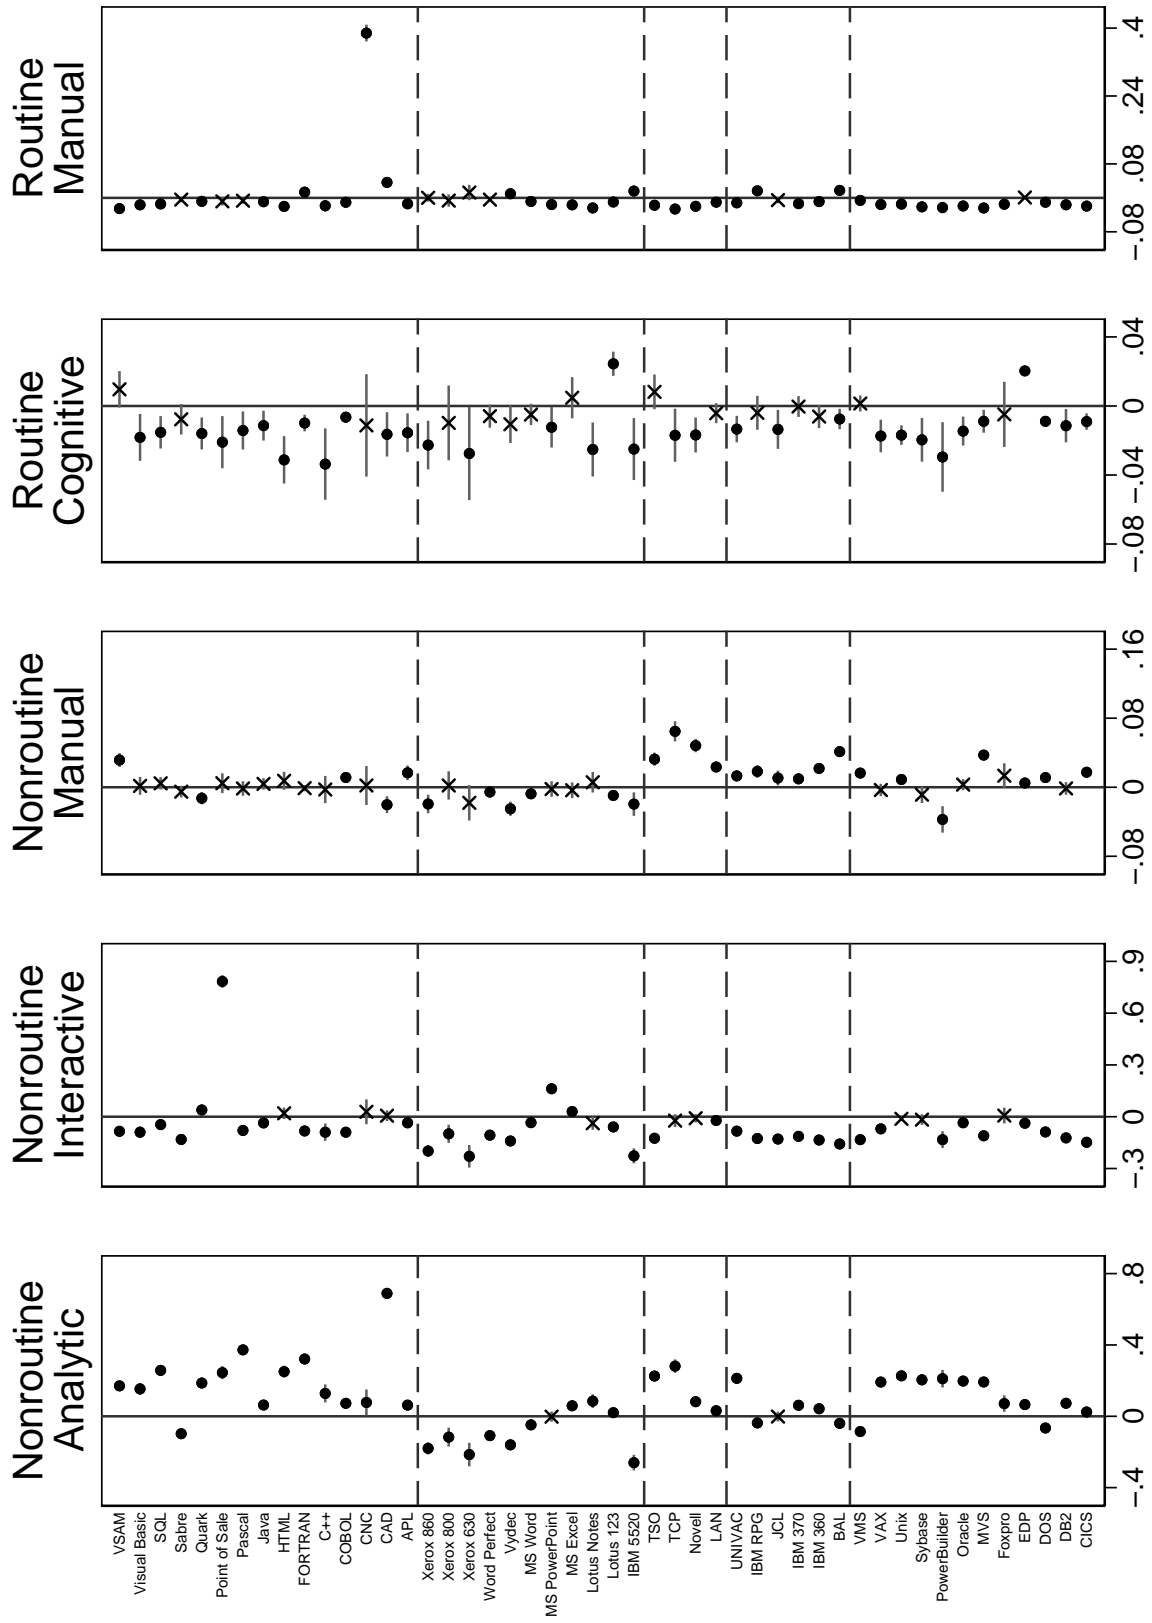 Nonroutine
Analytic
Nonroutine
Interactive
Nonroutine
Manual
Routine
Cognitive
Routine
Manual
VSAM
Visual Basic
SQL
Sabre
Quark
Point of Sale
Pascal
Java
HTML
FORTRAN
C++
COBOL
CNC
CAD
APL
Xerox 860
Xerox 800
Xerox 630
Word Perfect
Vydec
MS Word
MS PowerPoint
MS Excel
Lotus Notes
Lotus 123
IBM 5520
TSO
TCP
Novell
LAN
UNIVAC
IBM RPG
JCL
IBM 370
IBM 360
BAL
VMS
VAX
Unix
Sybase
PowerBuilder
Oracle
MVS
Foxpro
EDP
DOS
DB2
CICS
−.4 0 .4 .8
−.3 0 .3 .6 .9
−.08 0 .08 .16
−.08 −.04 0 .04
−.08 .08 .24 .4